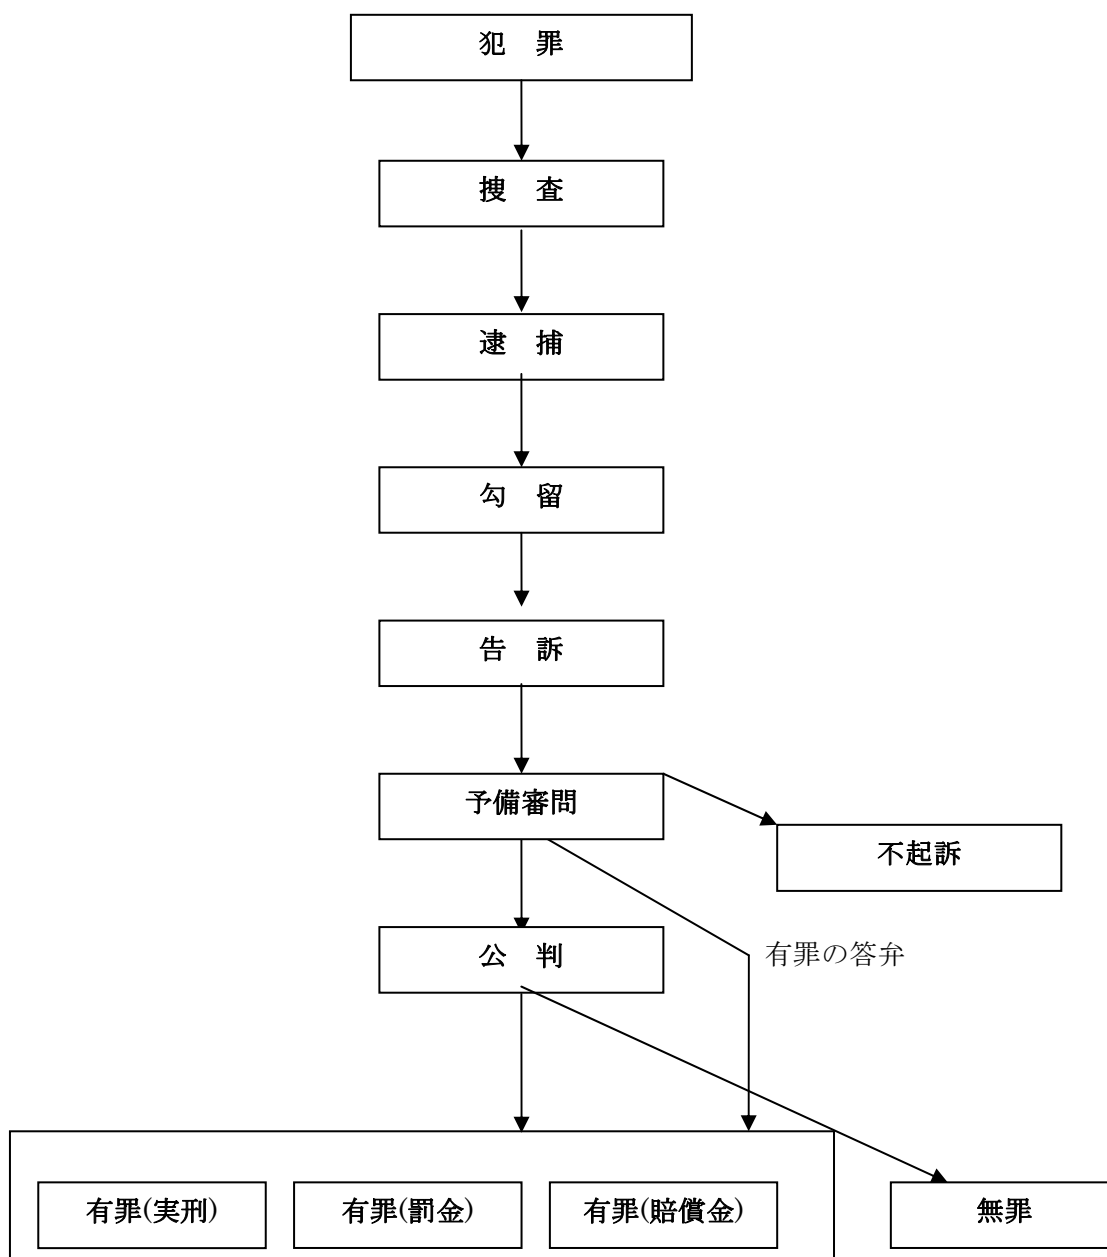 犯　罪
捜　査
逮　捕
勾　留
告　訴
予備審問
不起訴
公　判
有罪の答弁
有罪(実刑)
有罪(罰金)
有罪(賠償金)
無罪